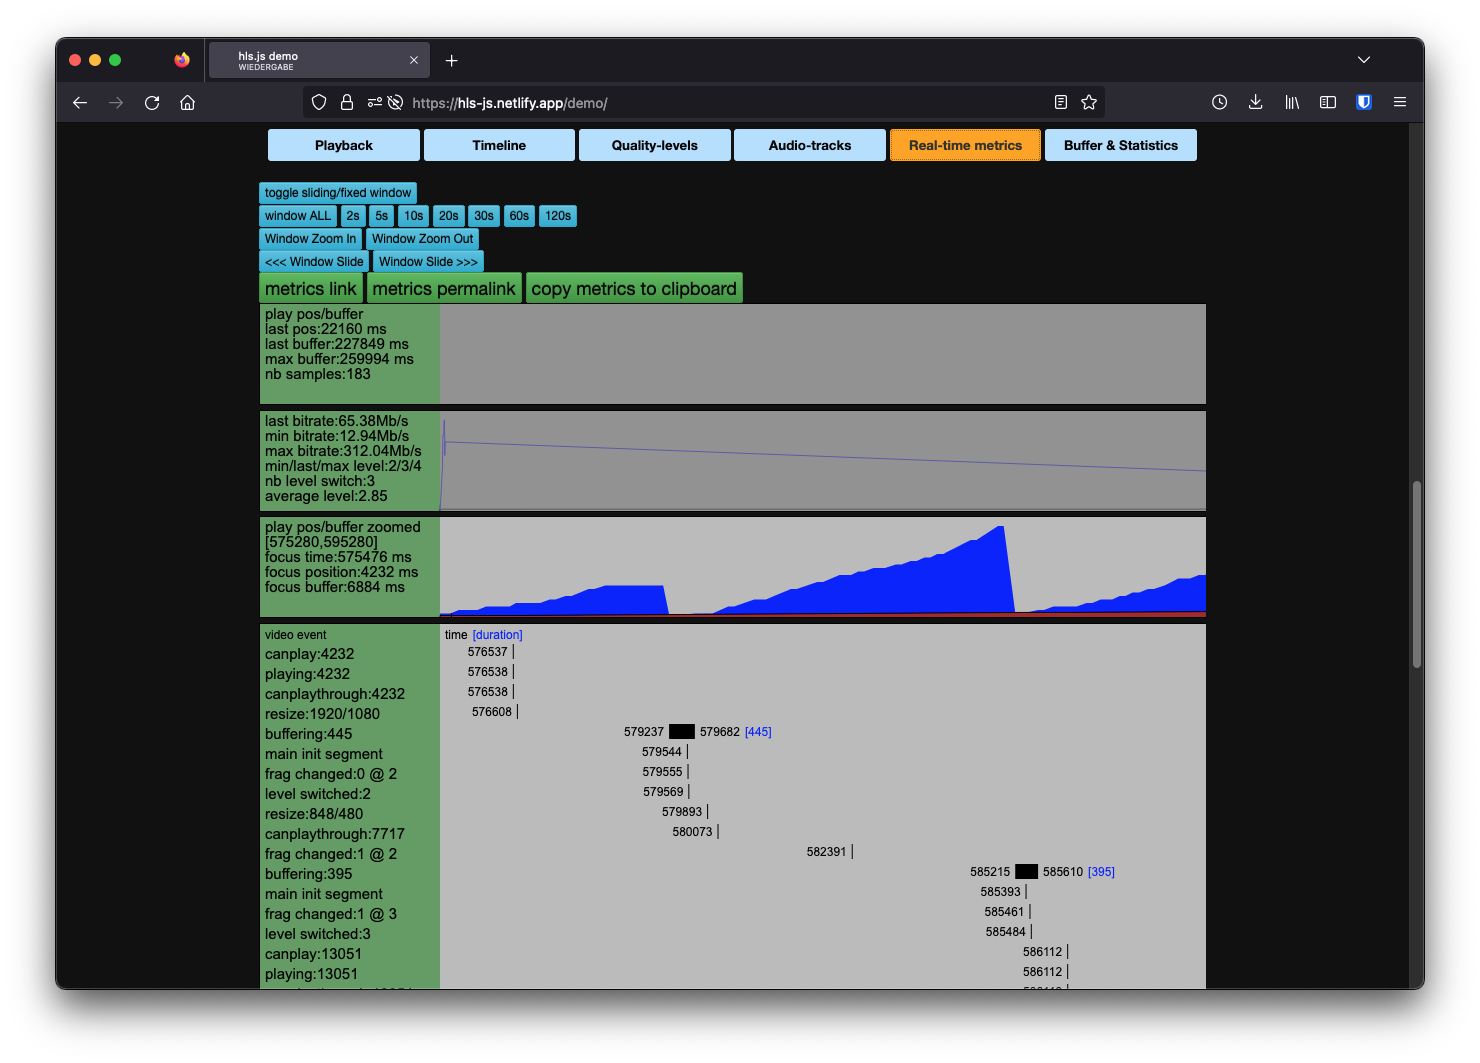 hls.js demo
WIEDERGABE
https://hls-js.netlify.app/demo/
Playback Timeline Quality-levels Audio-tracks Real-time metrics Buffer & Statistics
toggle sliding/fixed window
window ALL 2s 5s 10s 20s 30s 60s 120s
Window Zoom In Window Zoom Out
<<< Window Slide Window Slide >>>
metrics link metrics permalink copy metrics to clipboard
play pos/buffer
last pos:22160 ms
last buffer:227849 ms
max buffer:259994 ms
nb samples:183
last bitrate:65.38Mb/s
min bitrate:12.94Mb/s
max bitrate:312.04Mb/s
min/last/max level:2/3/4
nb level switch:3
average level:2.85
play pos/buffer zoomed
[575280,595280]
focus time:575476 ms
focus position:4232 ms
focus buffer:6884 ms
video event time [duration]
canplay:4232 576537
playing:4232 576538
canplaythrough:4232 576538
resize:1920/1080 576608
buffering:445 579237 579682 [445]
main init segment 579544
frag changed:0 @ 2 579555
level switched:2 579569
resize:848/480 579893
canplaythrough:7717 580073
frag changed:1 @ 2 582391
buffering:395 585215 585610 [395]
main init segment 585393
frag changed:1 @ 3 585461
level switched:3 585484
canplay:13051 586112
playing:13051 586112